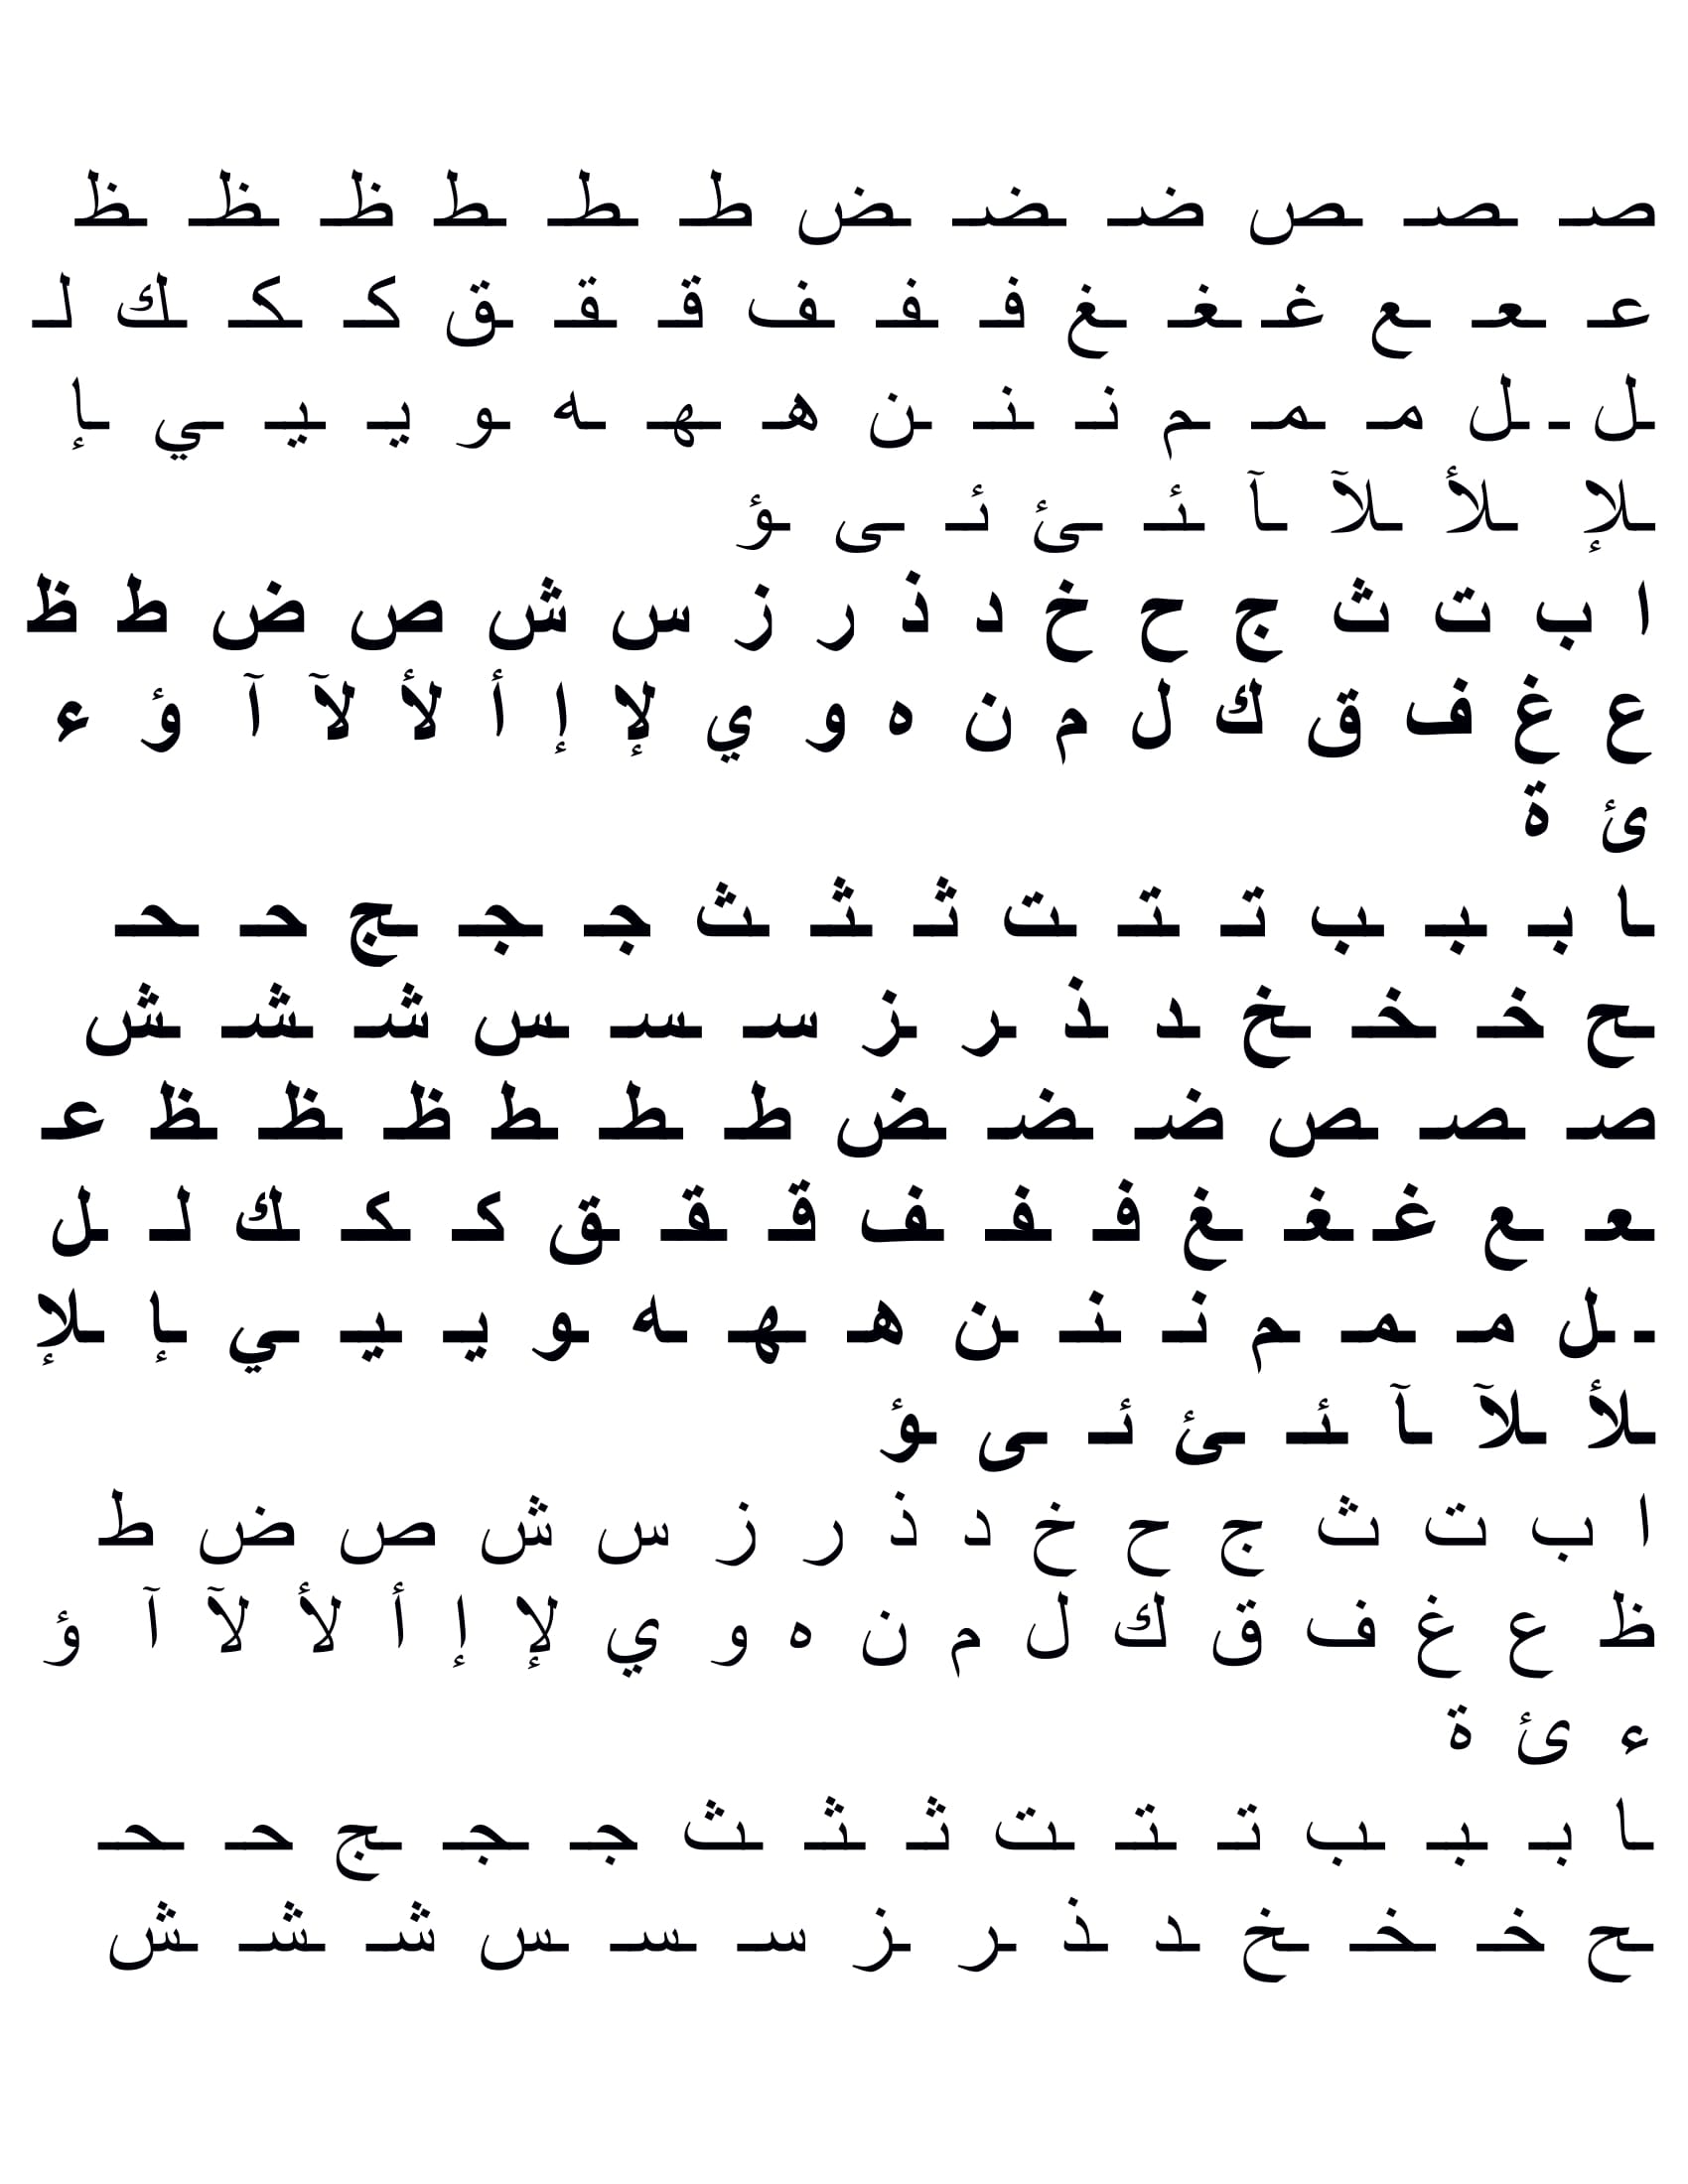 صـ ـصـ ـص ضـ ـضـ ـض طـ ـطـ ـط ظـ ـظـ ـظ
عـ ـعـ ـع غـ ـغـ ـغ فـ ـفـ ـف قـ ـقـ ـق كـ ـكـ ـك لـ
ـل ـ ـل مـ ـمـ ـم نـ ـنـ ـن هـ ـهـ ـه ـو يـ ـيـ ـي ـإ
ـلإ ـلأ ـلآ ـآ ـئـ ـئ ئـ ـى ـؤ
ا ب ت ث ج ح خ د ذ ر ز س ش ص ض ط ظ
ع غ ف ق ك ل م ن ه و ي لإ إ أ لأ لآ آ ؤ ء
ئ ة
ـا بـ ـبـ ـب تـ ـتـ ـت ثـ ـثـ ـث جـ ـجـ ـج حـ ـحـ
ـح خـ ـخـ ـخ ـد ـذ ـر ـز سـ ـسـ ـس شـ ـشـ ـش
صـ ـصـ ـص ضـ ـضـ ـض طـ ـطـ ـط ظـ ـظـ ـظ عـ
ـعـ ـع غـ ـغـ ـغ فـ ـفـ ـف قـ ـقـ ـق كـ ـكـ ـك لـ ـل
ـ ـل مـ ـمـ ـم نـ ـنـ ـن هـ ـهـ ـه ـو يـ ـيـ ـي ـإ ـلإ
ـلأ ـلآ ـآ ـئـ ـئ ئـ ـى ـؤ
ا ب ت ث ج ح خ د ذ ر ز س ش ص ض ط
ظ ع غ ف ق ك ل م ن ه و ي لإ إ أ لأ لآ آ ؤ
ء ئ ة
ـا بـ ـبـ ـب تـ ـتـ ـت ثـ ـثـ ـث جـ ـجـ ـج حـ ـحـ
ـح خـ ـخـ ـخ ـد ـذ ـر ـز سـ ـسـ ـس شـ ـشـ ـش